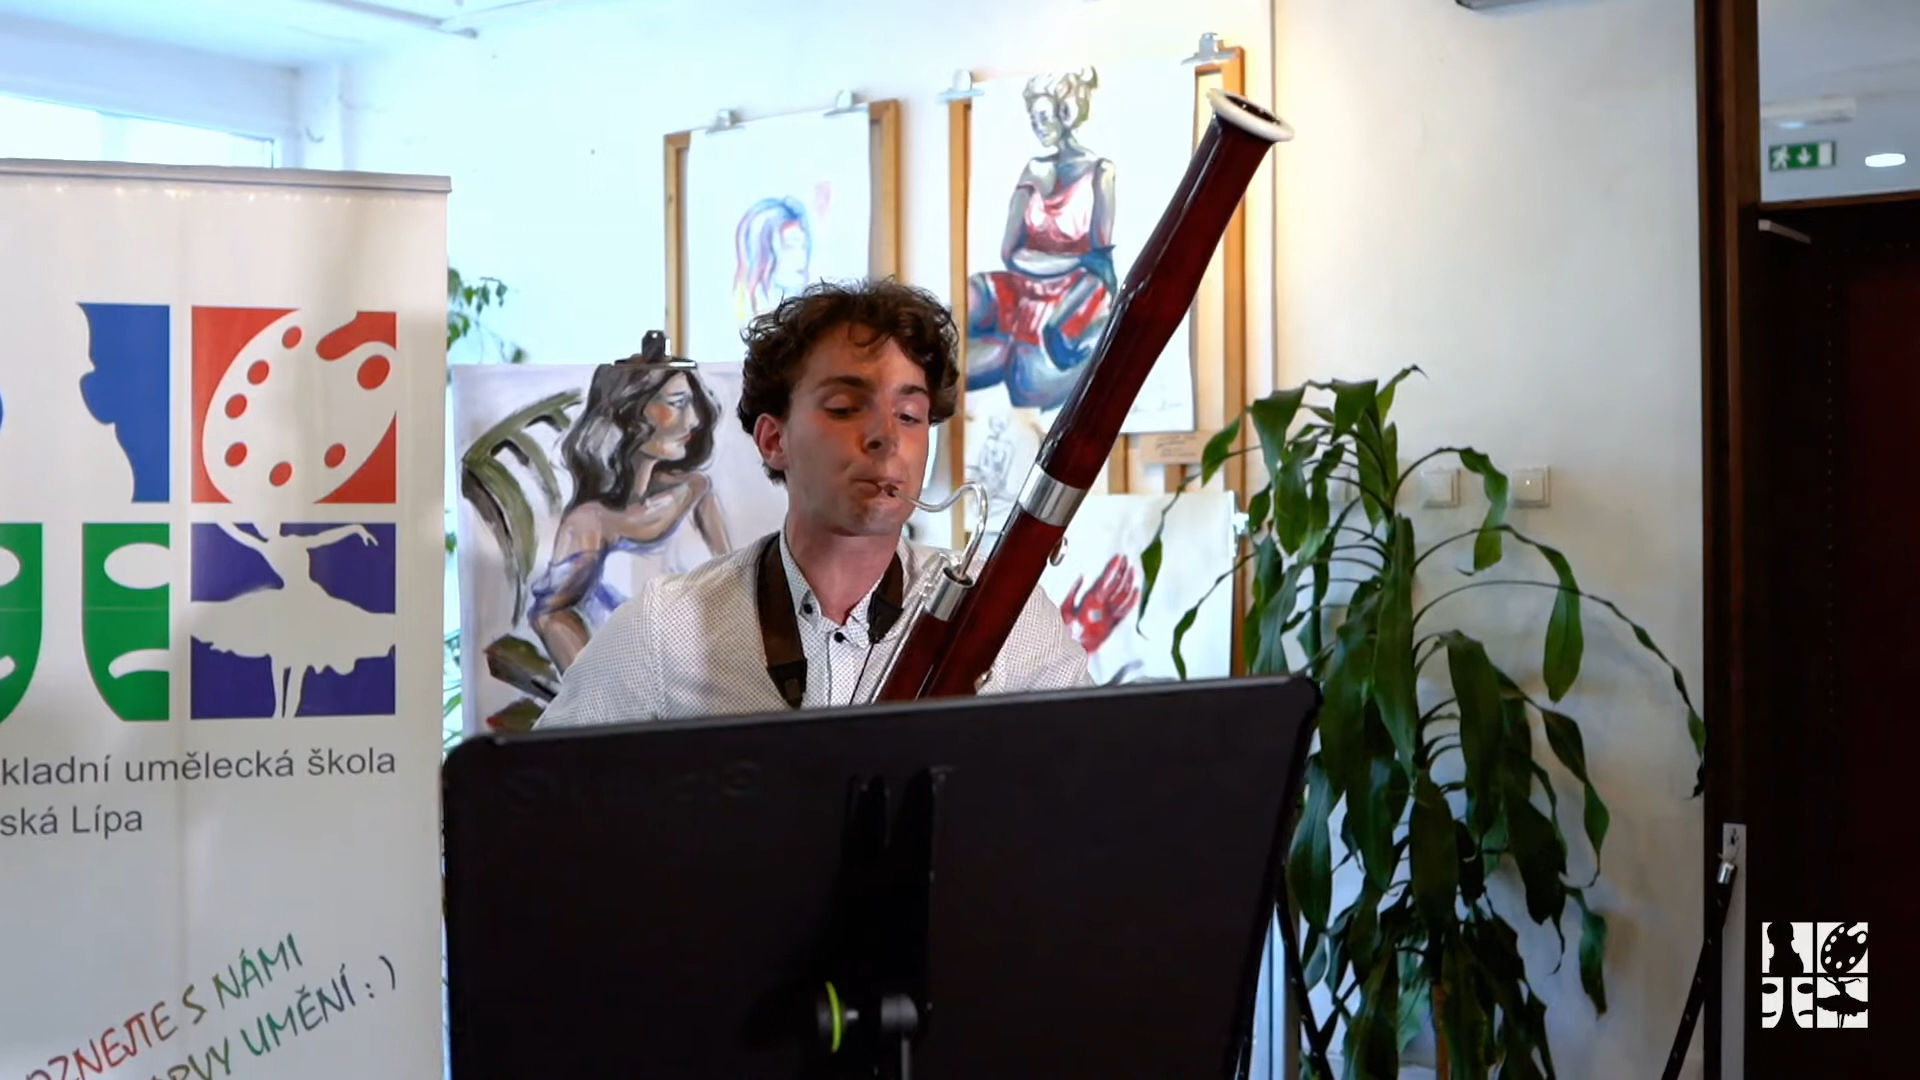 kladní umělecká škola
ská Lípa
OZNEJTE S NÁMI
RVY UMĚNÍ : )